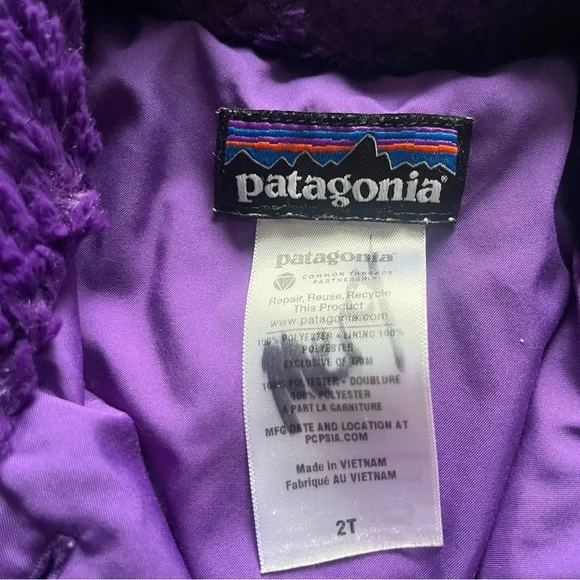 patagonia®
patagonia®
COMMON THREADS
PARTNERSHIP
Repair, Reuse, Recycle
This Product
www.patagonia.com
100% POLYESTER • LINING 100%
POLYESTER
EXCLUSIVE OF TRIM
100% POLYESTER • DOUBLURE
100% POLYESTER
A PART LA GARNITURE
MFG DATE AND LOCATION AT
PCPSIA.COM
Made in VIETNAM
Fabriqué AU VIETNAM
2T